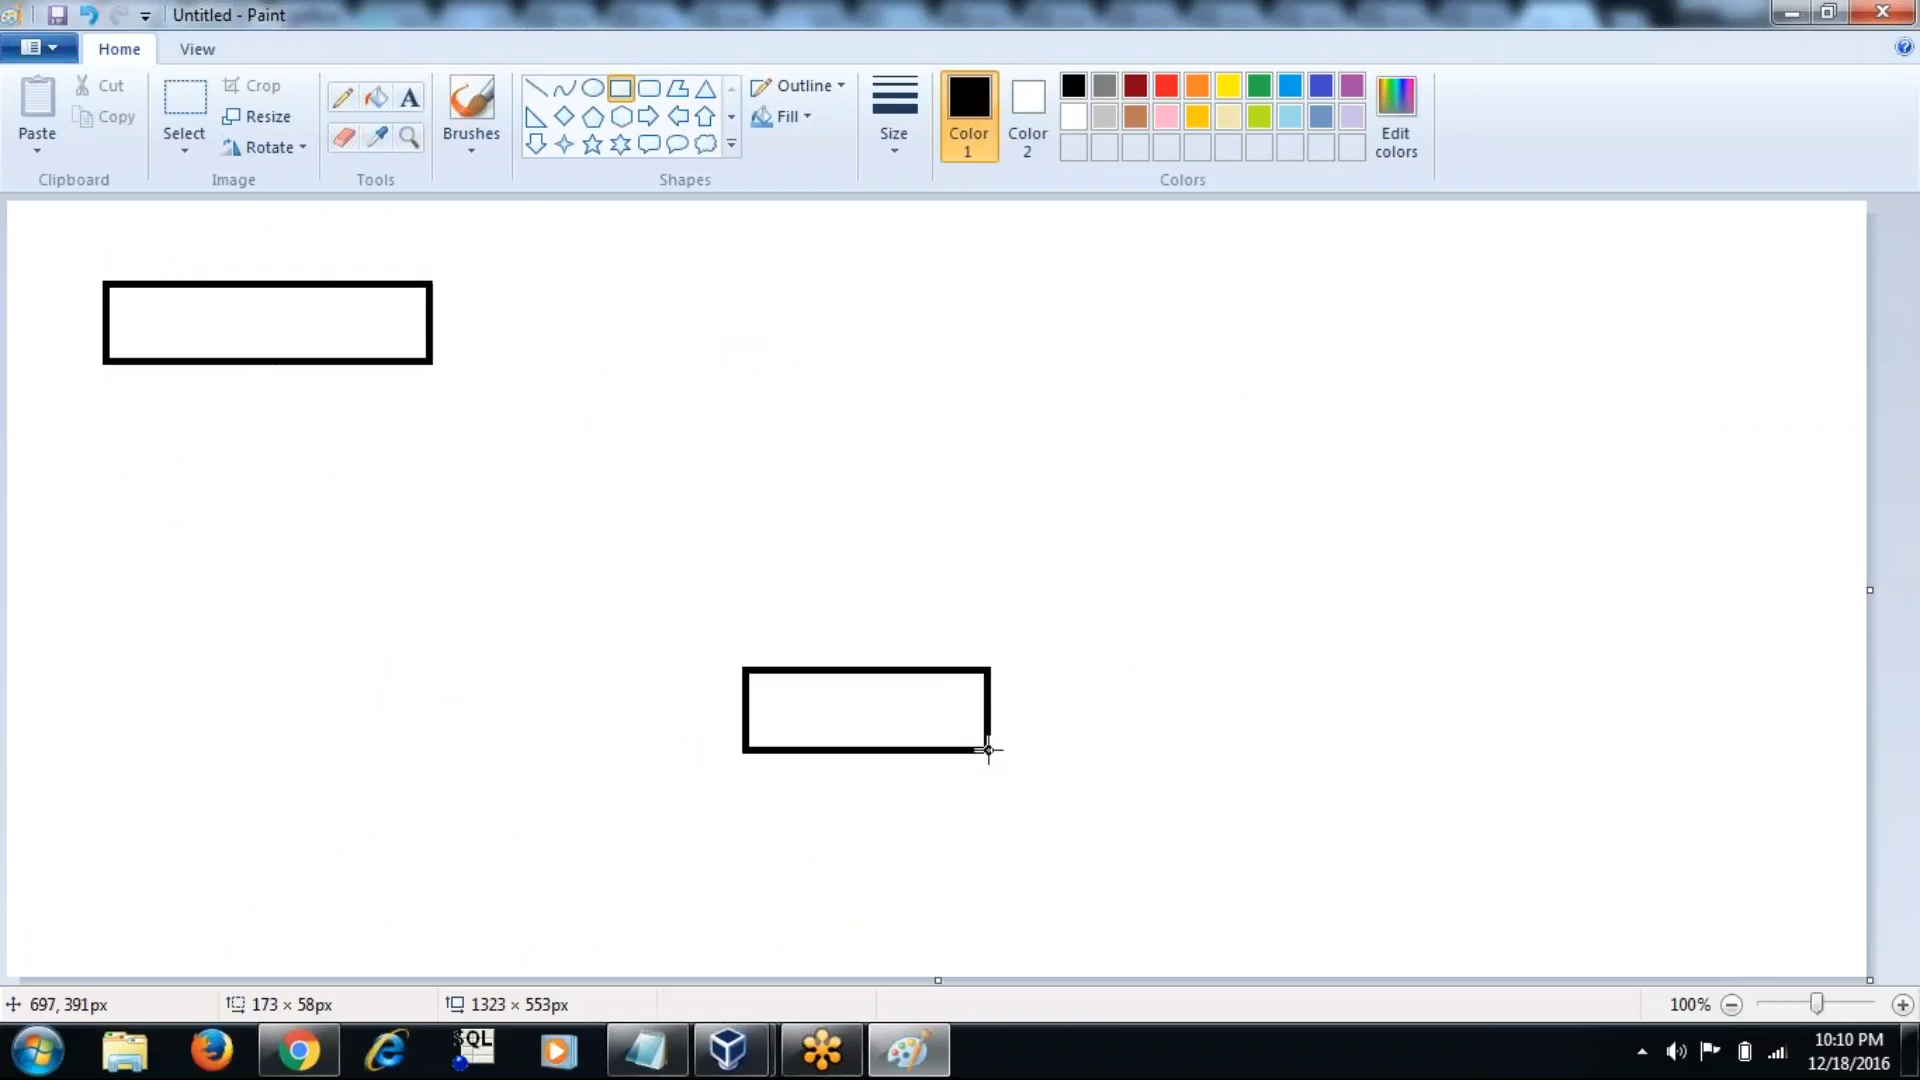 Untitled - Paint
Home
View
Paste
Cut
Copy
Clipboard
Select
Crop
Resize
Rotate
Image
A
Tools
Brushes
Outline
Fill
Shapes
Size
Color
1
Color
2
Edit
colors
Colors
697, 391px
173 × 58px
1323 × 553px
100%
SQL
10:10 PM
12/18/2016